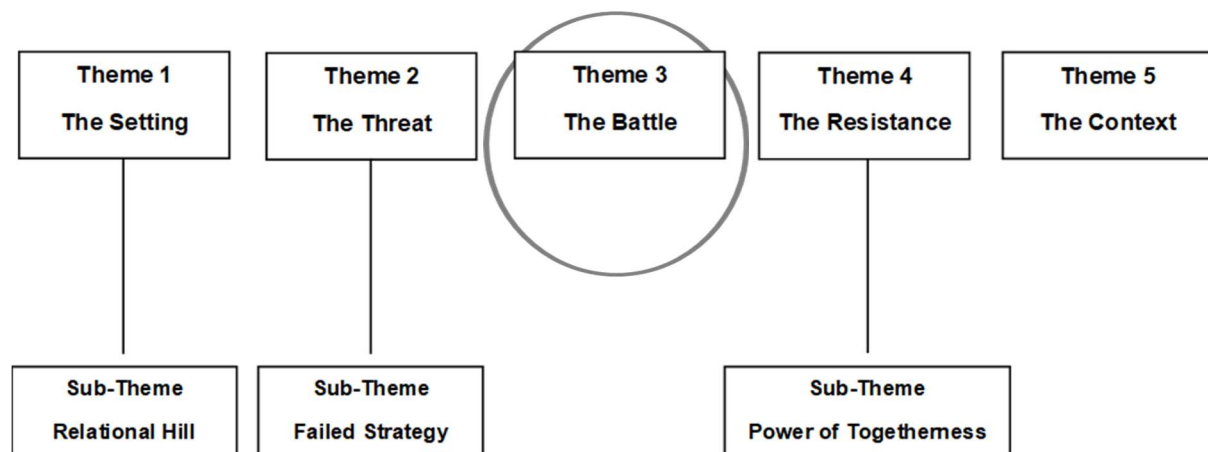 Theme 1
The Setting
Theme 2
The Threat
Theme 3
The Battle
Theme 4
The Resistance
Theme 5
The Context
Sub-Theme
Relational Hill
Sub-Theme
Failed Strategy
Sub-Theme
Power of Togetherness